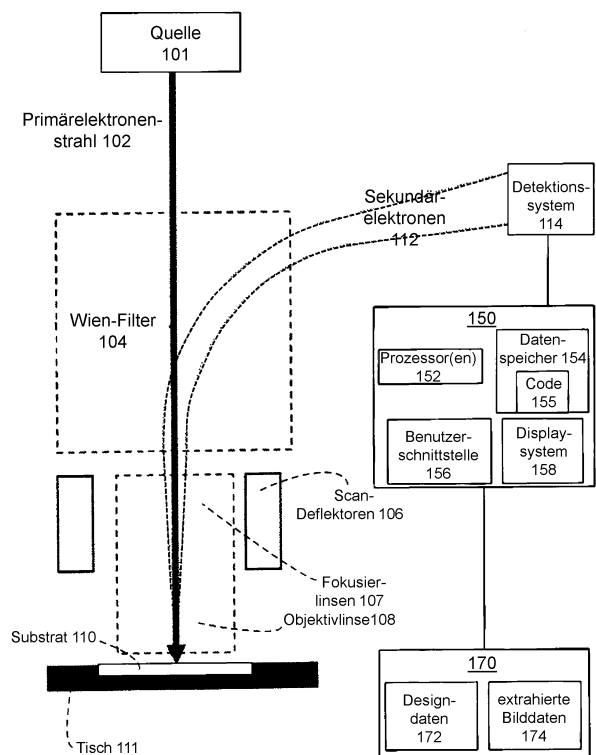 Quelle
101
Primärelektronen-
strahl 102
Sekundär-
elektronen
112
Detektions-
system
114
Wien-Filter
104
150
Prozessor(en)
152
Daten-
speicher 154
Code
155
Benutzer-
schnittstelle
156
Display-
system
158
Scan-
Deflektoren 106
Fokusier-
linsen 107
Objektivlinse108
Substrat 110
Tisch 111
170
Design-
daten
172
extrahierte
Bilddaten
174